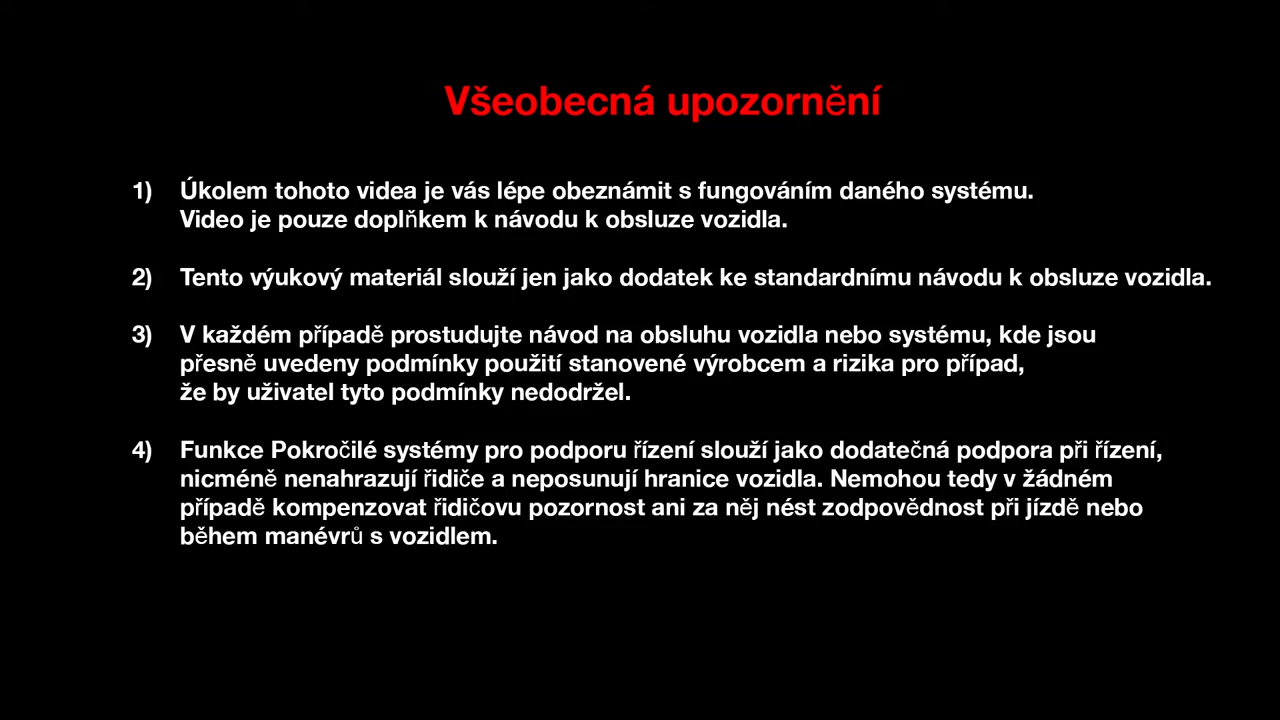 Všeobecná upozornění
1) Úkolem tohoto videa je vás lépe obeznámit s fungováním daného systému.
Video je pouze doplňkem k návodu k obsluze vozidla.
2) Tento výukový materiál slouží jen jako dodatek ke standardnímu návodu k obsluze vozidla.
3) V každém případě prostudujte návod na obsluhu vozidla nebo systému, kde jsou
přesně uvedeny podmínky použití stanovené výrobcem a rizika pro případ,
že by uživatel tyto podmínky nedodržel.
4) Funkce Pokročilé systémy pro podporu řízení slouží jako dodatečná podpora při řízení,
nicméně nenahrazují řidiče a neposunují hranice vozidla. Nemohou tedy v žádném
případě kompenzovat řidičovu pozornost ani za něj nést zodpovědnost při jízdě nebo
během manévrů s vozidlem.